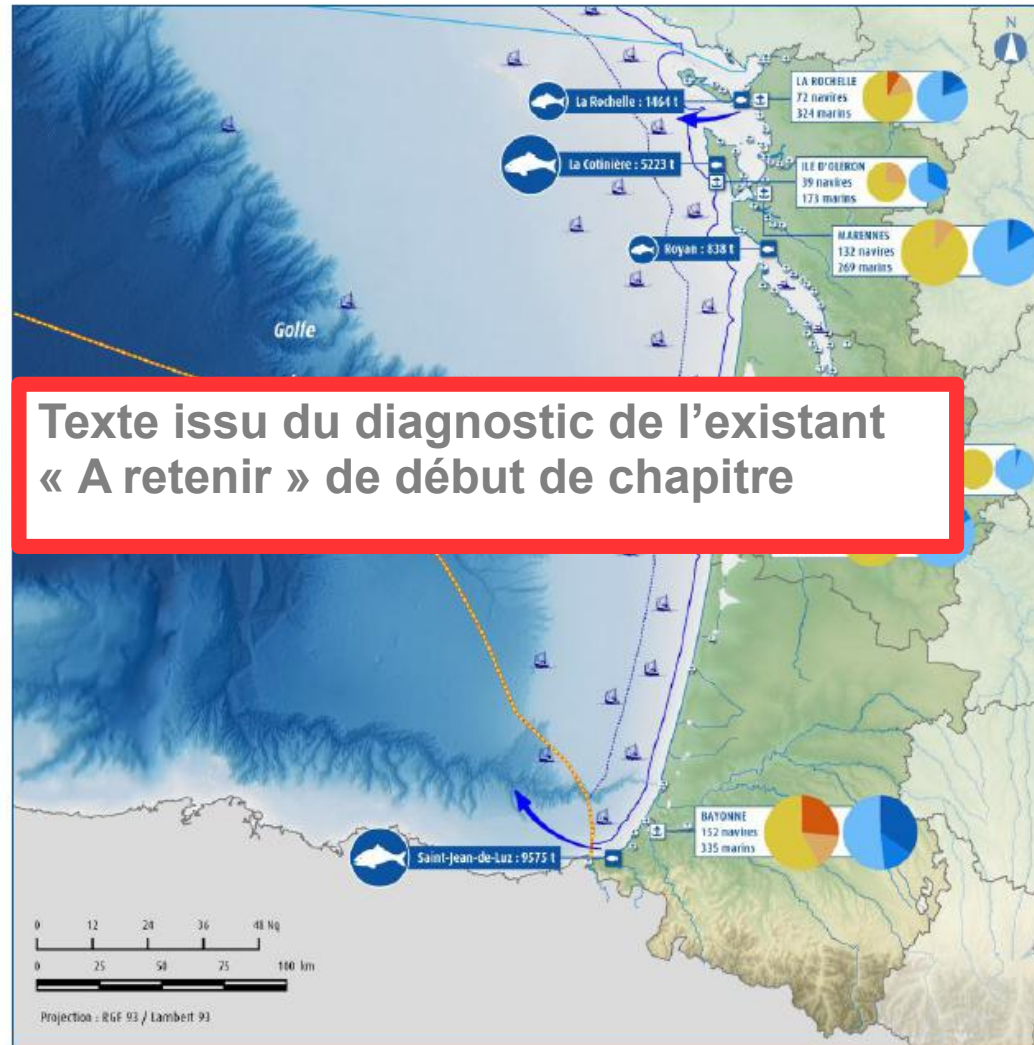 N
LA ROCHELLE
72 navires
324 marins
La Rochelle : 1464 t
La Cotinière : 5223 t
ILE D'OLERON
39 navires
173 marins
MARENNES
132 navires
269 marins
Royan : 838 t
Golfe
Texte issu du diagnostic de l’existant
« A retenir » de début de chapitre
BAYONNE
152 navires
335 marins
Saint-Jean-de-Luz : 9575 t
0 12 24 36 48 Nq
0 25 50 75 100 km
Projection : RGF 93 / Lambert 93